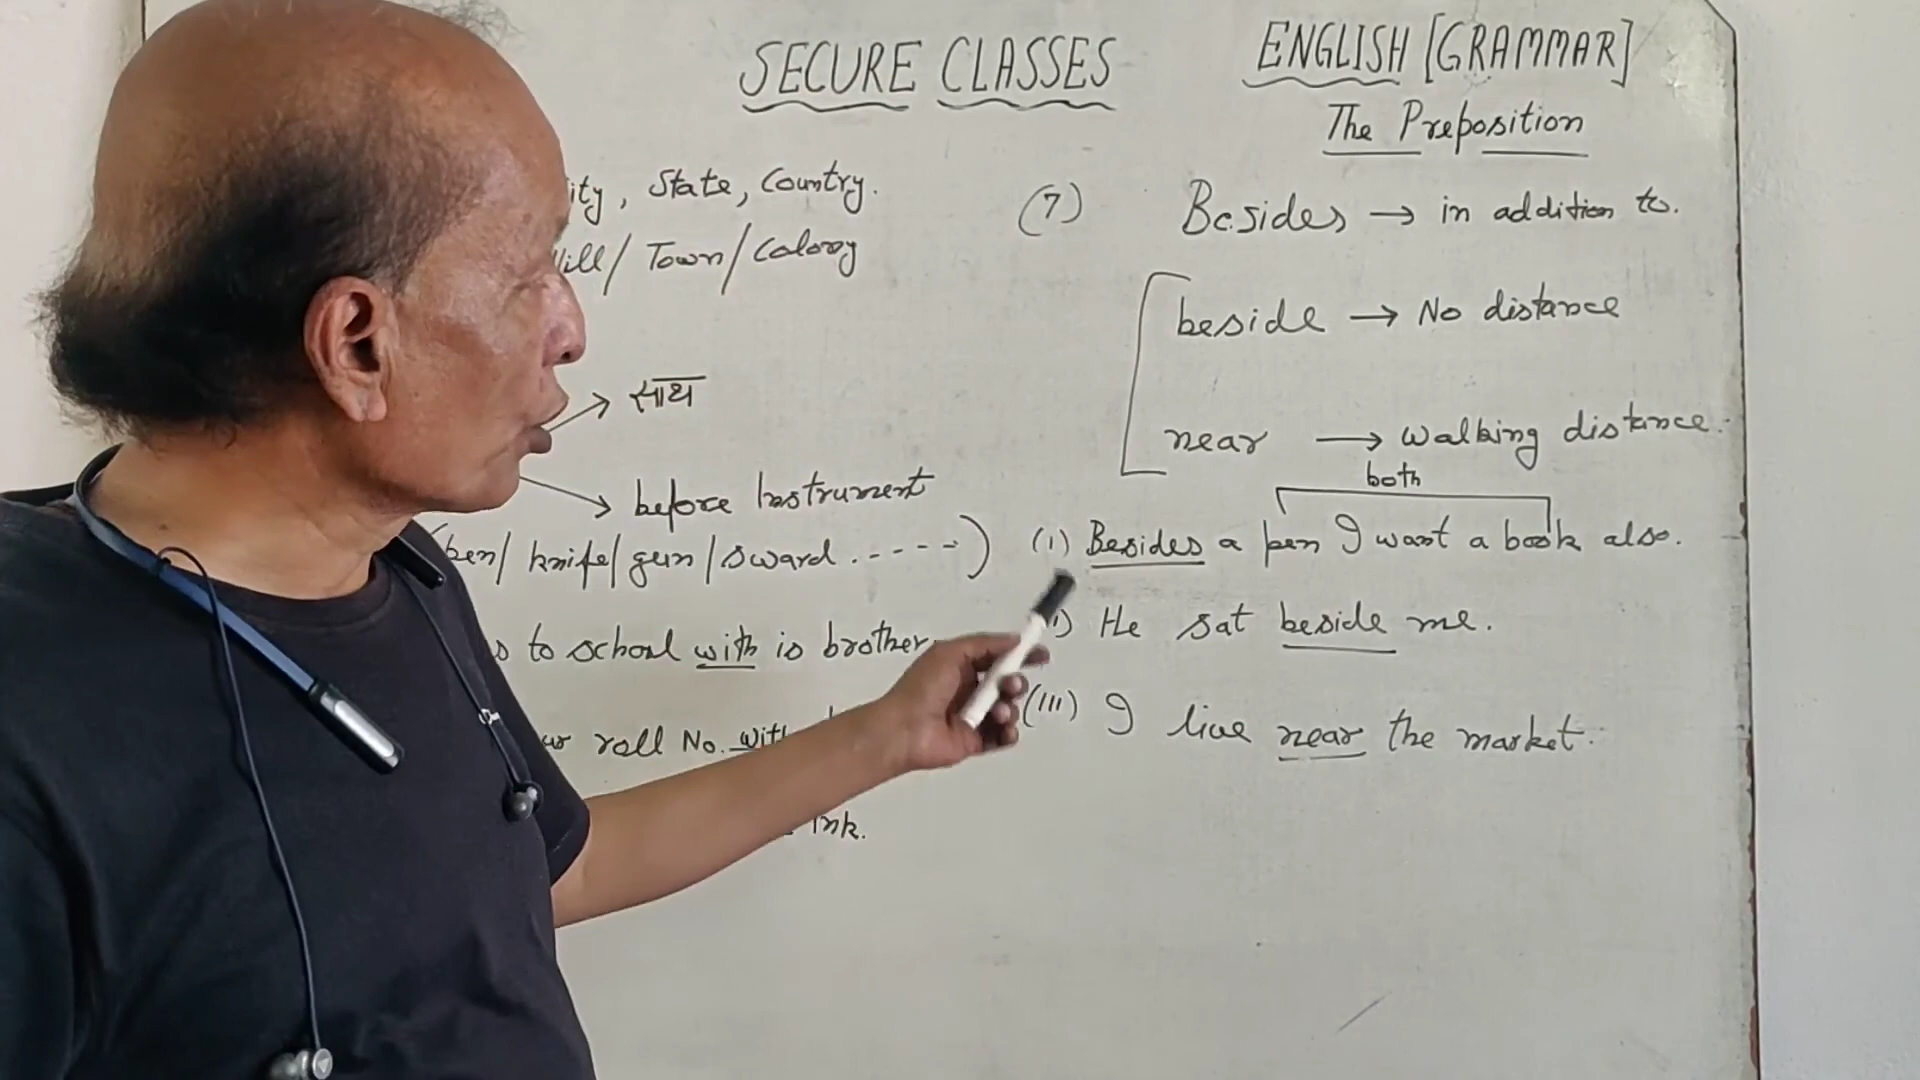 SECURE CLASSES
ENGLISH [GRAMMAR]
The Preposition
ity, State, Country.
Vill/ Town/ Colony
साथ
before Instrument
(pen/ knife/ gun/ sward .----)
to school with is brother
roll No. with
ink.
(7) Besides → in addition to.
beside → No distance
near → walking distance.
both
(i) Besides a pen I want a book also.
He sat beside me.
(iii) I live near the market.